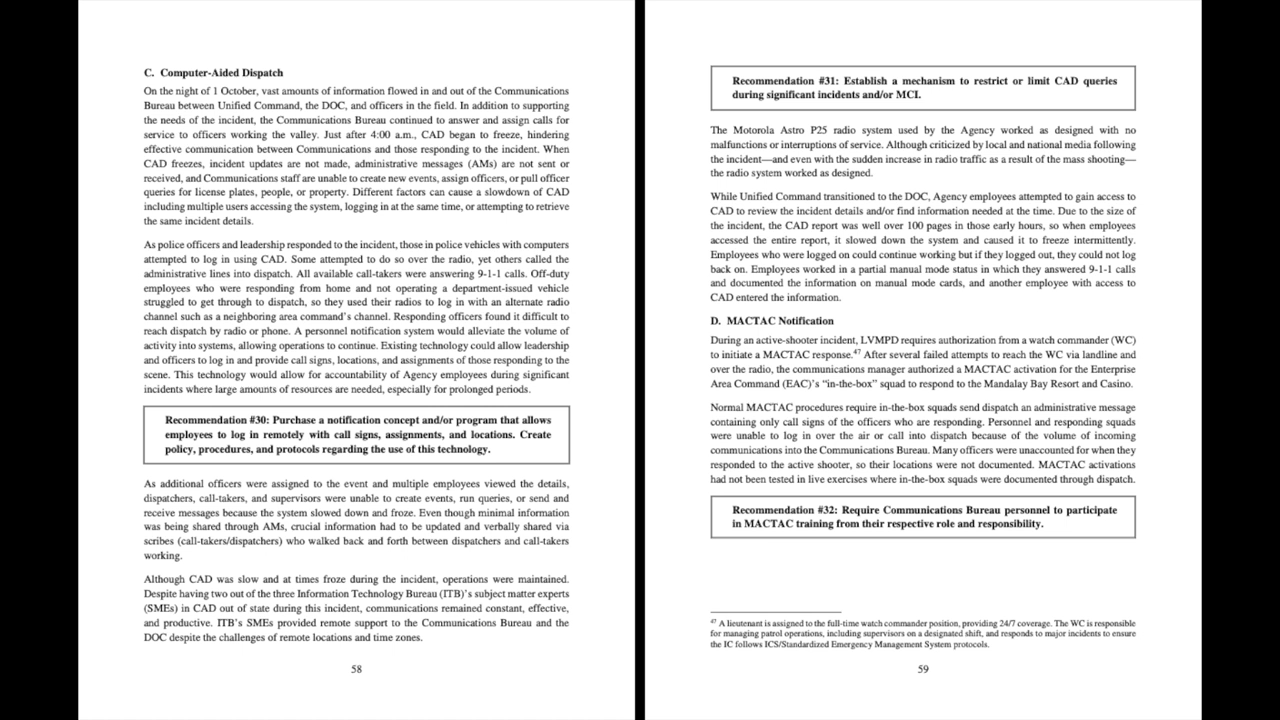 C. Computer-Aided Dispatch
On the night of 1 October, vast amounts of information flowed in and out of the Communications
Bureau between Unified Command, the DOC, and officers in the field. In addition to supporting
the needs of the incident, the Communications Bureau continued to answer and assign calls for
service to officers working the valley. Just after 4:00 a.m., CAD began to freeze, hindering
effective communication between Communications and those responding to the incident. When
CAD freezes, incident updates are not made, administrative messages (AMs) are not sent or
received, and Communications staff are unable to create new events, assign officers, or pull officer
queries for license plates, people, or property. Different factors can cause a slowdown of CAD
including multiple users accessing the system, logging in at the same time, or attempting to retrieve
the same incident details.
As police officers and leadership responded to the incident, those in police vehicles with computers
attempted to log in using CAD. Some attempted to do so over the radio, yet others called the
administrative lines into dispatch. All available call-takers were answering 9-1-1 calls. Off-duty
employees who were responding from home and not operating a department-issued vehicle
struggled to get through to dispatch, so they used their radios to log in with an alternate radio
channel such as a neighboring area command's channel. Responding officers found it difficult to
reach dispatch by radio or phone. A personnel notification system would alleviate the volume of
activity into systems, allowing operations to continue. Existing technology could allow leadership
and officers to log in and provide call signs, locations, and assignments of those responding to the
scene. This technology would allow for accountability of Agency employees during significant
incidents where large amounts of resources are needed, especially for prolonged periods.
Recommendation #30: Purchase a notification concept and/or program that allows
employees to log in remotely with call signs, assignments, and locations. Create
policy, procedures, and protocols regarding the use of this technology.
As additional officers were assigned to the event and multiple employees viewed the details,
dispatchers, call-takers, and supervisors were unable to create events, run queries, or send and
receive messages because the system slowed down and froze. Even though minimal information
was being shared through AMs, crucial information had to be updated and verbally shared via
scribes (call-takers/dispatchers) who walked back and forth between dispatchers and call-takers
working.
Although CAD was slow and at times froze during the incident, operations were maintained.
Despite having two out of the three Information Technology Bureau (ITB)'s subject matter experts
(SMEs) in CAD out of state during this incident, communications remained constant, effective,
and productive. ITB's SMEs provided remote support to the Communications Bureau and the
DOC despite the challenges of remote locations and time zones.
58
Recommendation #31: Establish a mechanism to restrict or limit CAD queries
during significant incidents and/or MCI.
The Motorola Astro P25 radio system used by the Agency worked as designed with no
malfunctions or interruptions of service. Although criticized by local and national media following
the incident—and even with the sudden increase in radio traffic as a result of the mass shooting—
the radio system worked as designed.
While Unified Command transitioned to the DOC, Agency employees attempted to gain access to
CAD to review the incident details and/or find information needed at the time. Due to the size of
the incident, the CAD report was well over 100 pages in those early hours, so when employees
accessed the entire report, it slowed down the system and caused it to freeze intermittently.
Employees who were logged on could continue working but if they logged out, they could not log
back on. Employees worked in a partial manual mode status in which they answered 9-1-1 calls
and documented the information on manual mode cards, and another employee with access to
CAD entered the information.
D. MACTAC Notification
During an active-shooter incident, LVMPD requires authorization from a watch commander (WC)
to initiate a MACTAC response.47 After several failed attempts to reach the WC via landline and
over the radio, the communications manager authorized a MACTAC activation for the Enterprise
Area Command (EAC)'s “in-the-box” squad to respond to the Mandalay Bay Resort and Casino.
Normal MACTAC procedures require in-the-box squads send dispatch an administrative message
containing only call signs of the officers who are responding. Personnel and responding squads
were unable to log in over the air or call into dispatch because of the volume of incoming
communications into the Communications Bureau. Many officers were unaccounted for when they
responded to the active shooter, so their locations were not documented. MACTAC activations
had not been tested in live exercises where in-the-box squads were documented through dispatch.
Recommendation #32: Require Communications Bureau personnel to participate
in MACTAC training from their respective role and responsibility.
47 A lieutenant is assigned to the full-time watch commander position, providing 24/7 coverage. The WC is responsible
for managing patrol operations, including supervisors on a designated shift, and responds to major incidents to ensure
the IC follows ICS/Standardized Emergency Management System protocols.
59